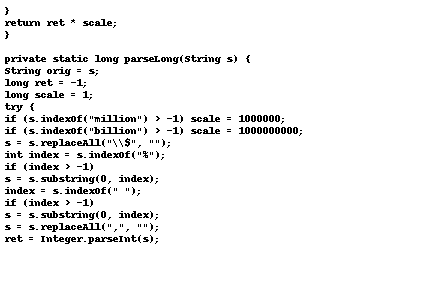 }
return ret * scale;
}

private static long parseLong(String s) {
String orig = s;
long ret = -1;
long scale = 1;
try {
if (s.indexOf("million") > -1) scale = 1000000;
if (s.indexOf("billion") > -1) scale = 1000000000;
s = s.replaceAll("\\$", "");
int index = s.indexOf("%");
if (index > -1)
s = s.substring(0, index);
index = s.indexOf(" ");
if (index > -1)
s = s.substring(0, index);
s = s.replaceAll(",", "");
ret = Integer.parseInt(s);